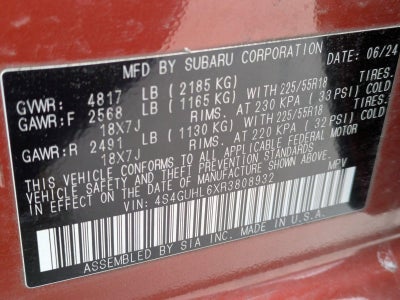 MFD BY SUBARU CORPORATION DATE: 06/24
GVWR: 4817 LB (2185 KG)
GAWR:F 2568 LB (1165 KG) WITH 225/55R18 TIRES.
18X7J RIMS. AT 230 KPA (33 PSI) COLD
GAWR:R 2491 LB (1130 KG) WITH 225/55R18 TIRES.
18X7J RIMS. AT 220 KPA (32 PSI) COLD
THIS VEHICLE CONFORMS TO ALL APPLICABLE FEDERAL MOTOR
VEHICLE SAFETY AND THEFT PREVENTION STANDARDS
IN EFFECT ON THE DATE OF MANUFACTURE SHOWN ABOVE.
VIN: 4S4GUHL6XR3808932 MPV
ASSEMBLED BY SIA INC. MADE IN U.S.A.